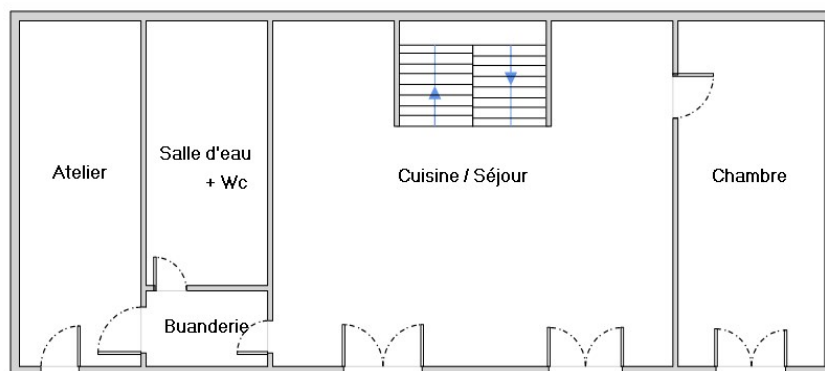 Atelier
Salle d'eau
+ Wc
Cuisine / Séjour
Chambre
Buanderie